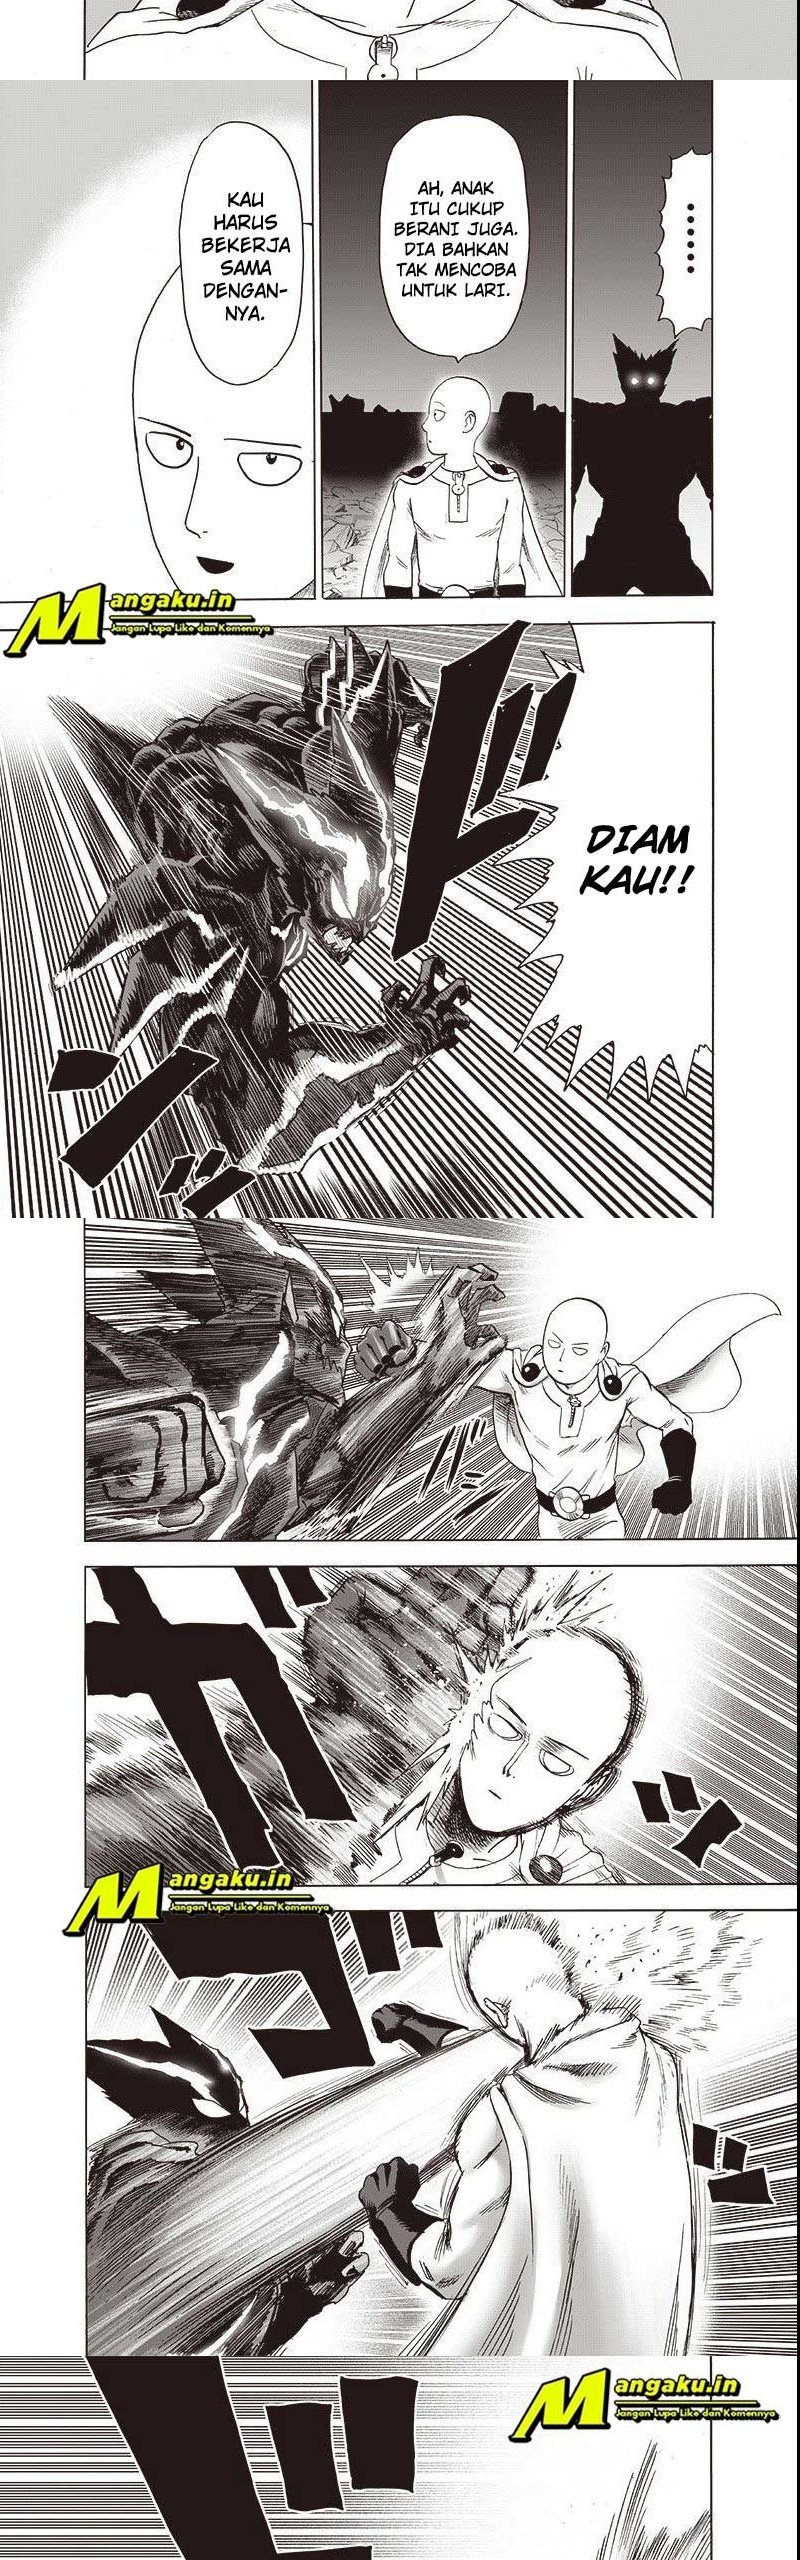 .......
AH, ANAK
ITU CUKUP
BERANI JUGA.
DIA BAHKAN
TAK MENCOBA
UNTUK LARI.
KAU
HARUS
BEKERJA
SAMA
DENGAN-
NYA.
Mangaku.in
Jangan Lupa Like dan Komennya
DIAM
KAU!!
Mangaku.in
Jangan Lupa Like dan Komennya
Mangaku.in
Jangan Lupa Like dan Komennya